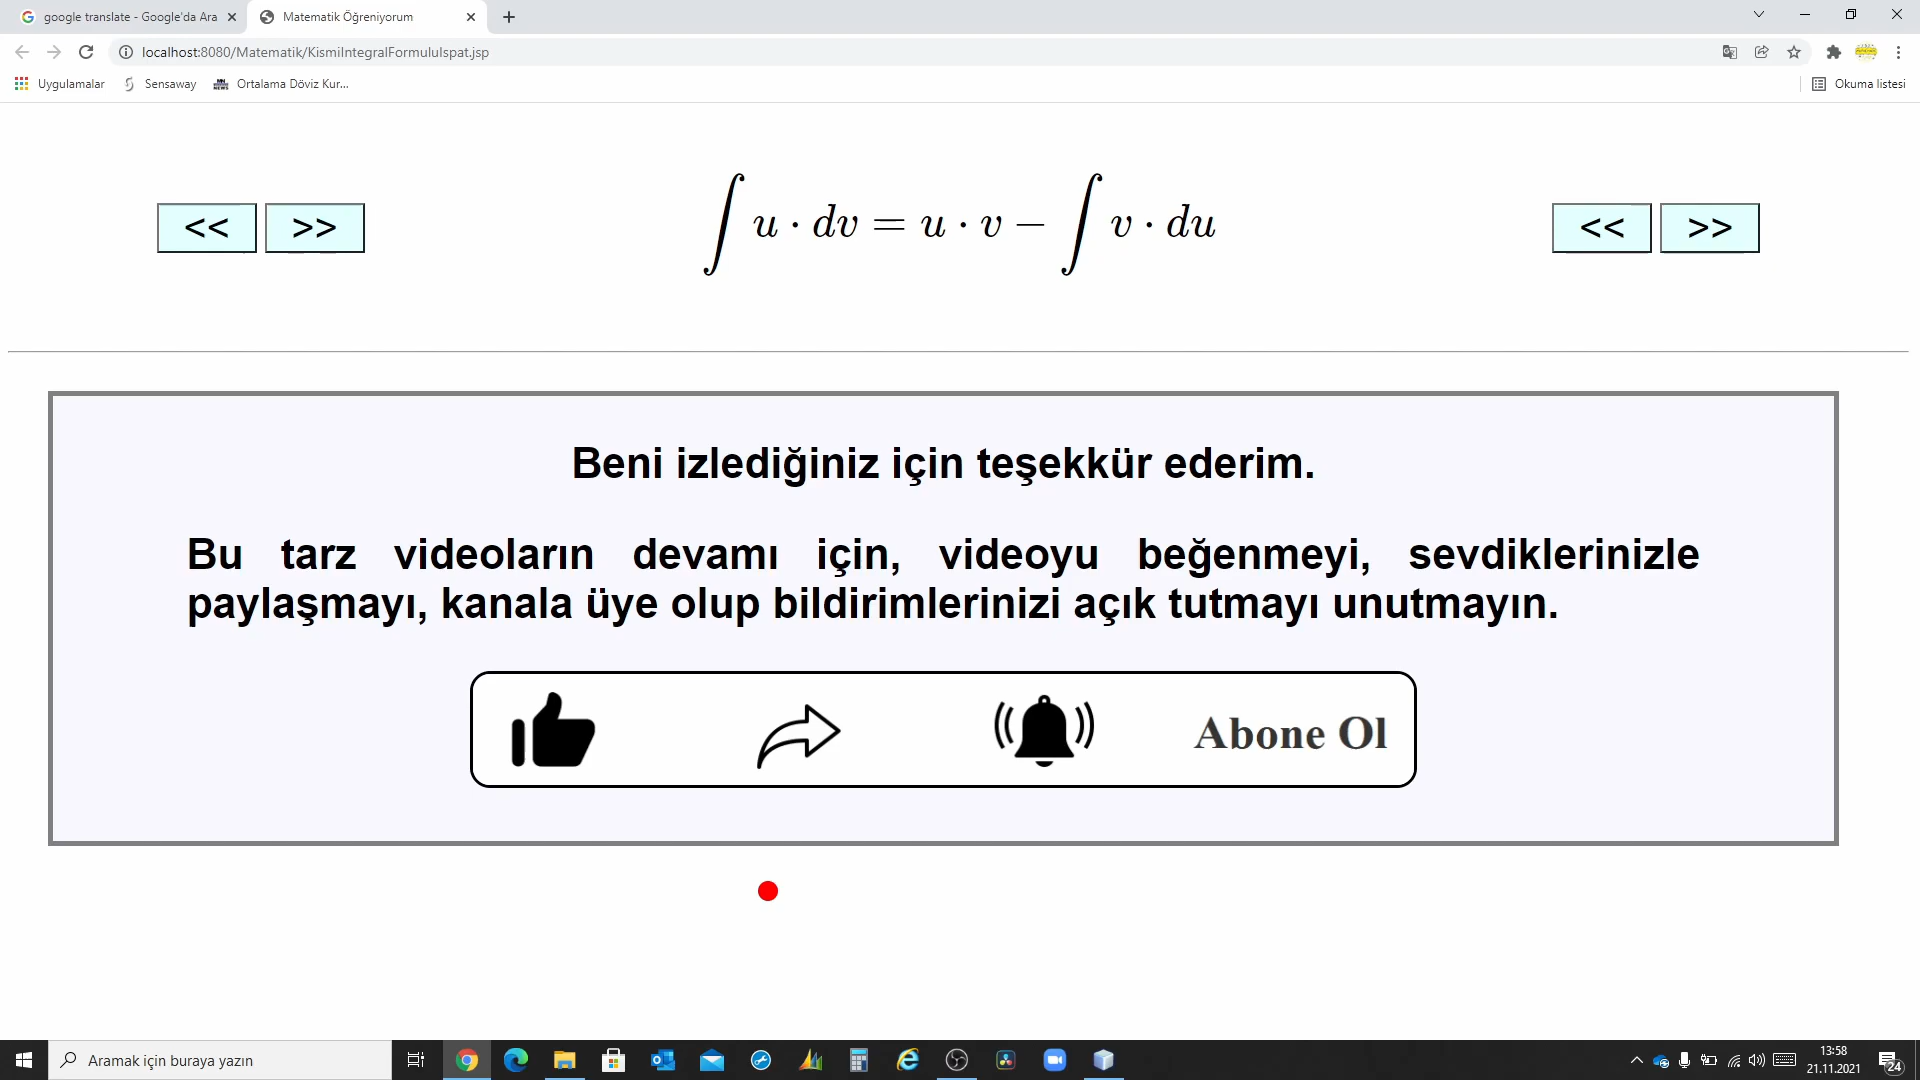 google translate - Google'da Ara
Matematik Öğreniyorum
localhost:8080/Matematik/KismiIntegralFormuluIspat.jsp
Uygulamalar
Sensaway
Ortalama Döviz Kur...
Okuma listesi
<< >>
∫ u · dv = u · v − ∫ v · du
<< >>
Beni izlediğiniz için teşekkür ederim.
Bu tarz videoların devamı için, videoyu beğenmeyi, sevdiklerinizle
paylaşmayı, kanala üye olup bildirimlerinizi açık tutmayı unutmayın.
Abone Ol
Aramak için buraya yazın
13:58
21.11.2021
24